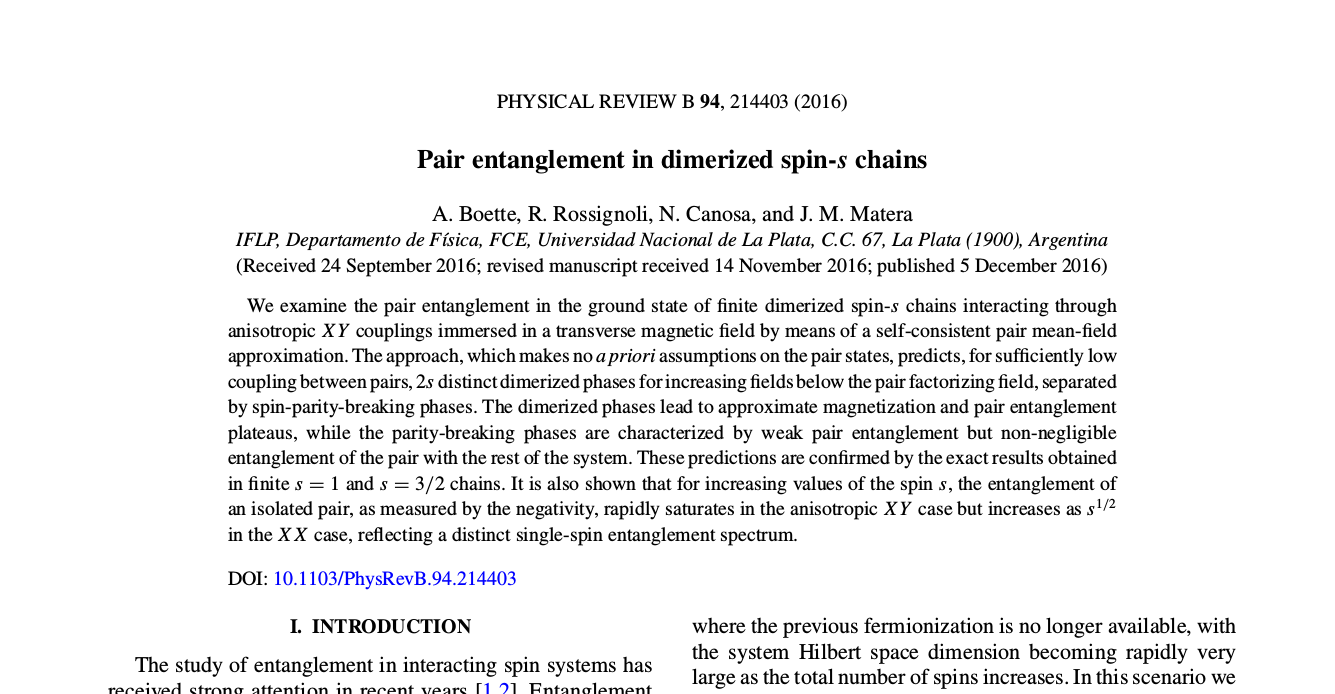 PHYSICAL REVIEW B 94, 214403 (2016)
Pair entanglement in dimerized spin-s chains
A. Boette, R. Rossignoli, N. Canosa, and J. M. Matera
IFLP, Departamento de Física, FCE, Universidad Nacional de La Plata, C.C. 67, La Plata (1900), Argentina
(Received 24 September 2016; revised manuscript received 14 November 2016; published 5 December 2016)
We examine the pair entanglement in the ground state of finite dimerized spin-s chains interacting through
anisotropic XY couplings immersed in a transverse magnetic field by means of a self-consistent pair mean-field
approximation. The approach, which makes no a priori assumptions on the pair states, predicts, for sufficiently low
coupling between pairs, 2s distinct dimerized phases for increasing fields below the pair factorizing field, separated
by spin-parity-breaking phases. The dimerized phases lead to approximate magnetization and pair entanglement
plateaus, while the parity-breaking phases are characterized by weak pair entanglement but non-negligible
entanglement of the pair with the rest of the system. These predictions are confirmed by the exact results obtained
in finite s = 1 and s = 3/2 chains. It is also shown that for increasing values of the spin s, the entanglement of
an isolated pair, as measured by the negativity, rapidly saturates in the anisotropic XY case but increases as s^{1/2}
in the XX case, reflecting a distinct single-spin entanglement spectrum.
DOI: 10.1103/PhysRevB.94.214403
I. INTRODUCTION
The study of entanglement in interacting spin systems has
received strong attention in recent years [1,2]. Entanglement
where the previous fermionization is no longer available, with
the system Hilbert space dimension becoming rapidly very
large as the total number of spins increases. In this scenario we